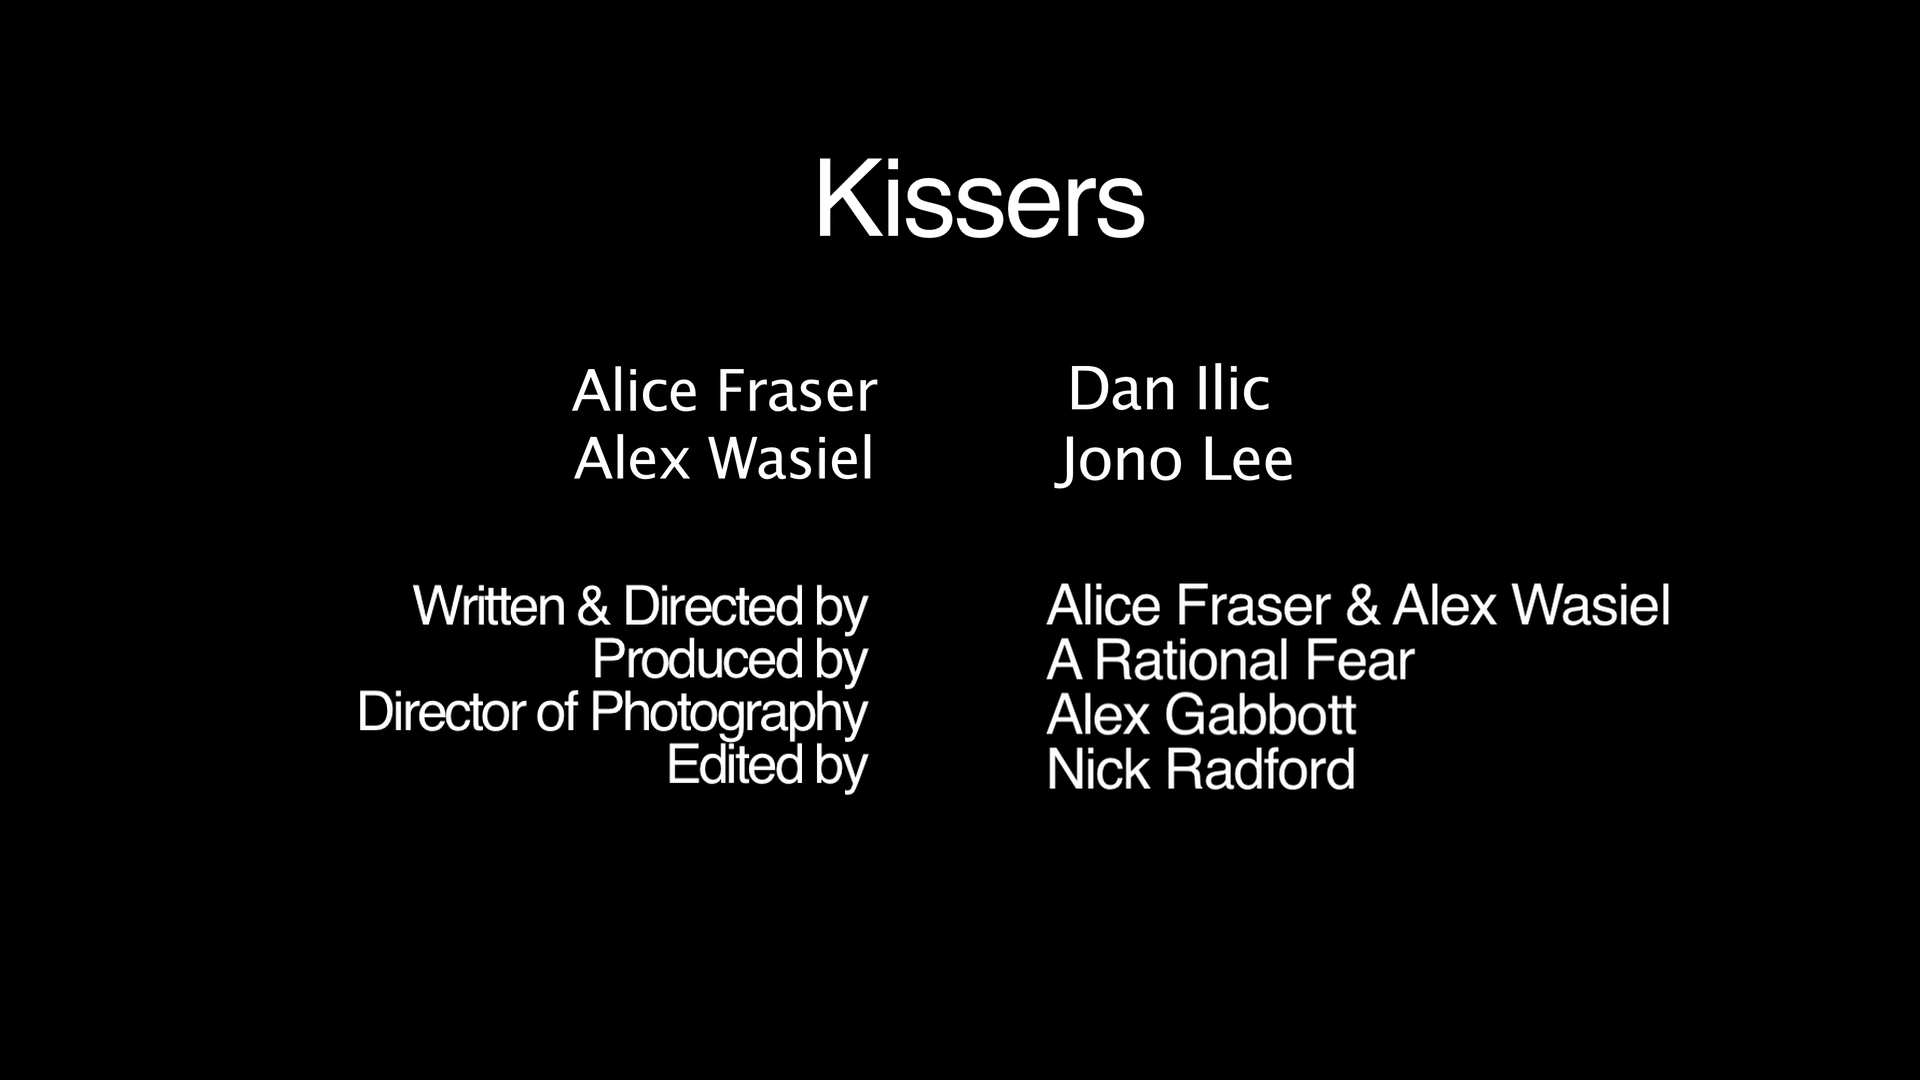 Kissers
Alice Fraser Dan Ilic
Alex Wasiel Jono Lee
Written & Directed by Alice Fraser & Alex Wasiel
Produced by A Rational Fear
Director of Photography Alex Gabbott
Edited by Nick Radford